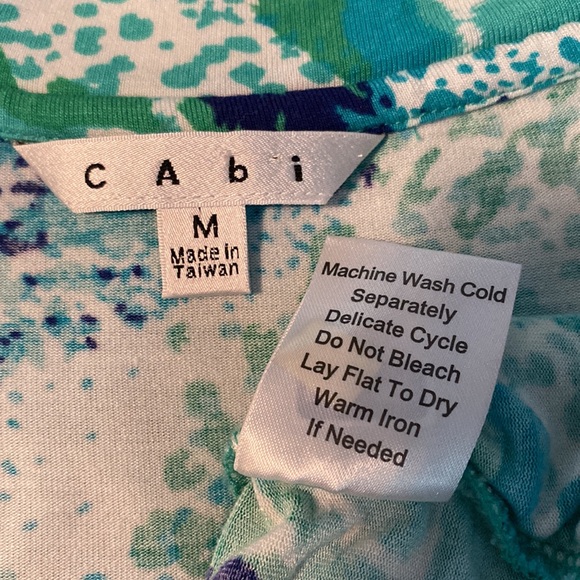 CAbi
M
Made in
Taiwan
Machine Wash Cold
Separately
Delicate Cycle
Do Not Bleach
Lay Flat To Dry
Warm Iron
If Needed